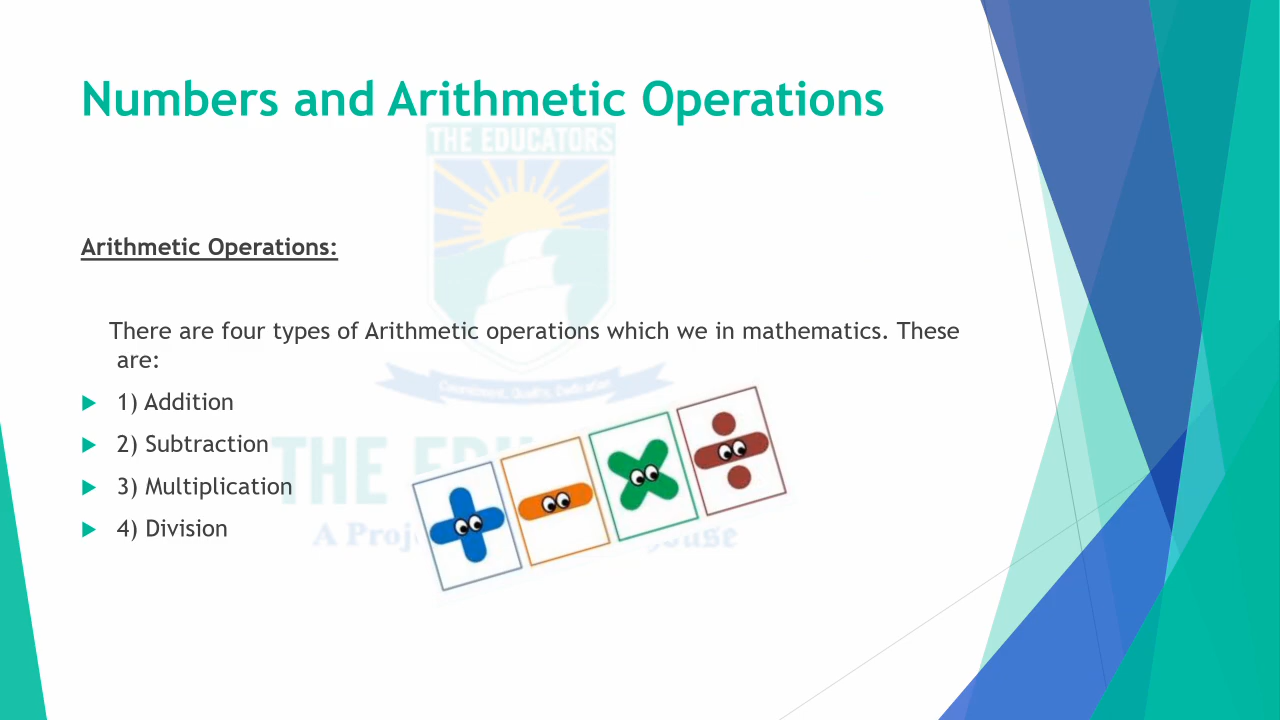 Numbers and Arithmetic Operations
THE EDUCATORS
Arithmetic Operations:
There are four types of Arithmetic operations which we in mathematics. These
are:
1) Addition
2) Subtraction
3) Multiplication
4) Division
THE
A